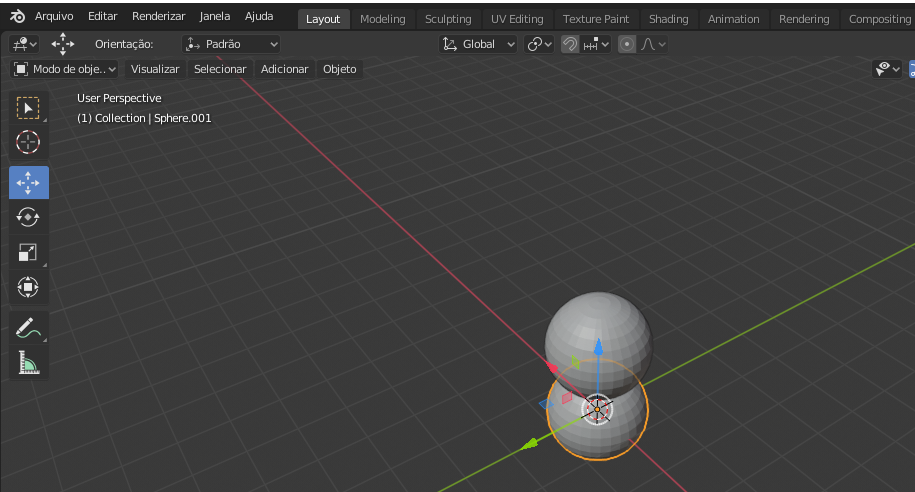 Arquivo Editar Renderizar Janela Ajuda Layout Modeling Sculpting UV Editing Texture Paint Shading Animation Rendering Compositing
Orientação: Padrão Global
Modo de obje.. Visualizar Selecionar Adicionar Objeto
User Perspective
(1) Collection | Sphere.001